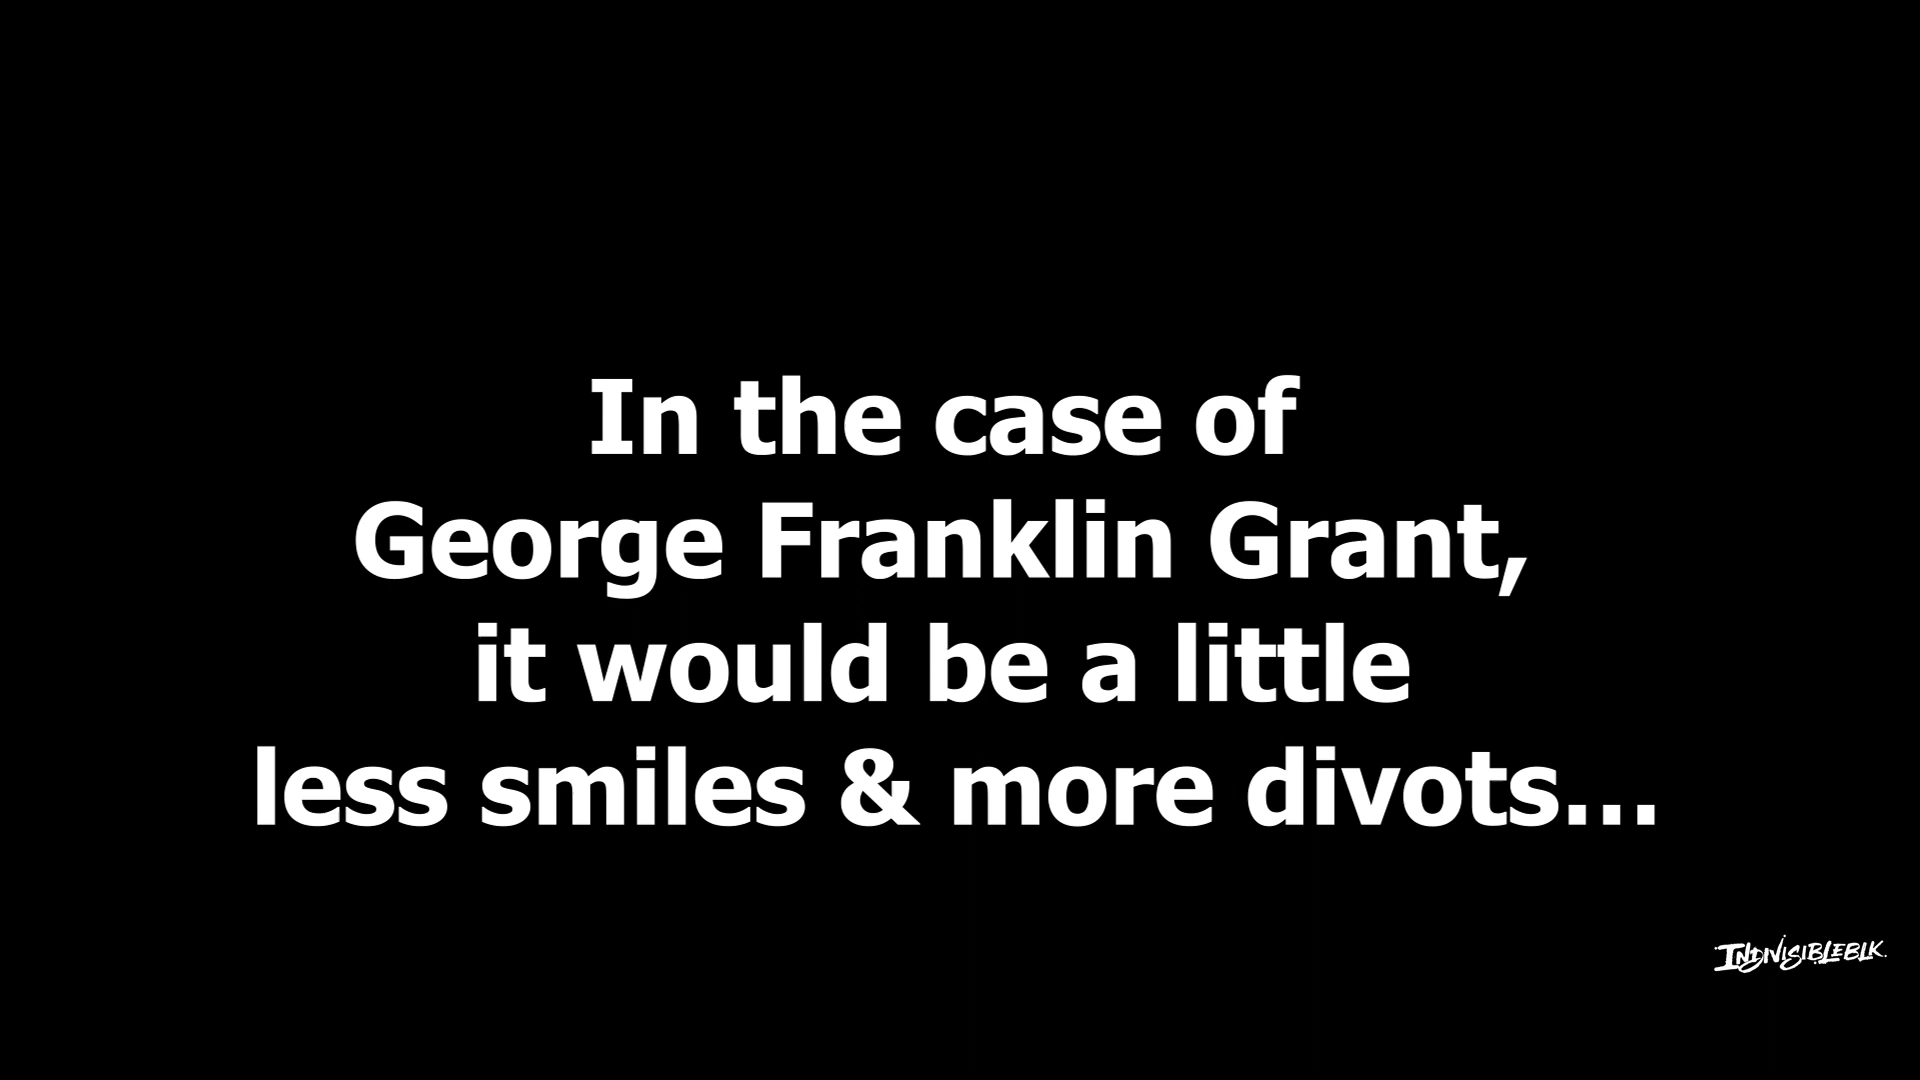 In the case of
George Franklin Grant,
it would be a little
less smiles & more divots...
INDIVISIBLEBLK.